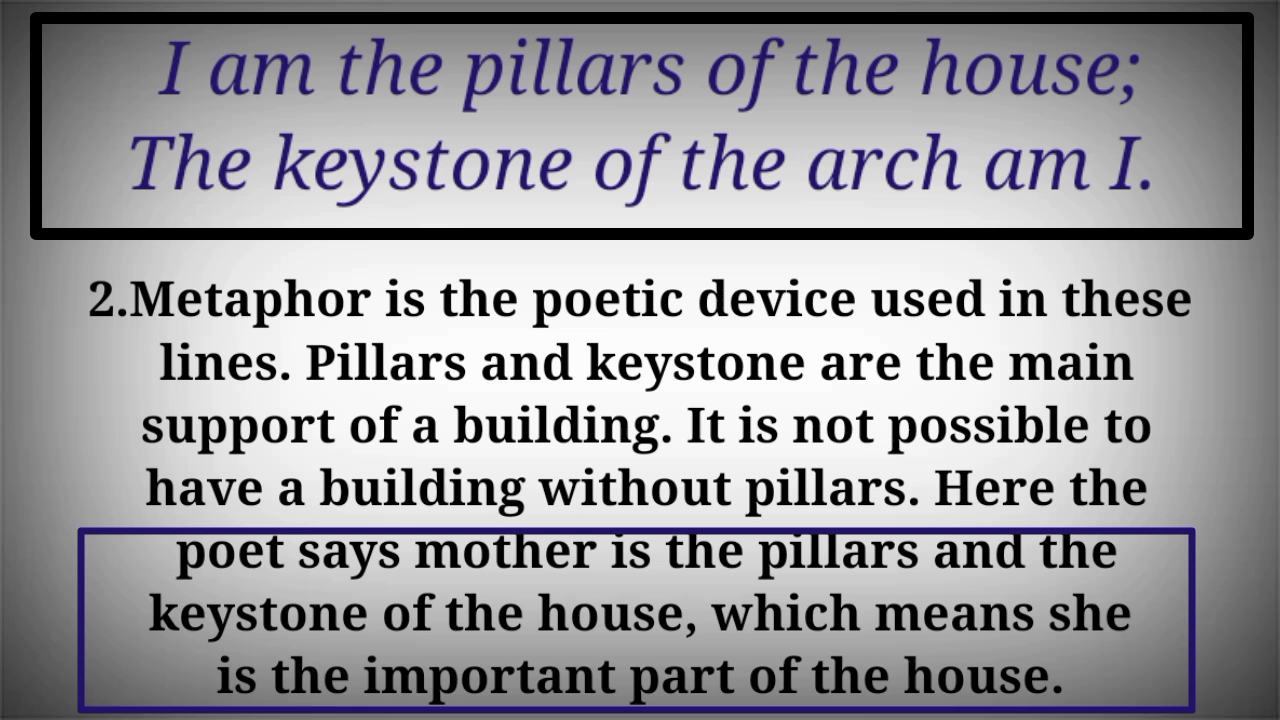 I am the pillars of the house;
The keystone of the arch am I.
2.Metaphor is the poetic device used in these
lines. Pillars and keystone are the main
support of a building. It is not possible to
have a building without pillars. Here the
poet says mother is the pillars and the
keystone of the house, which means she
is the important part of the house.